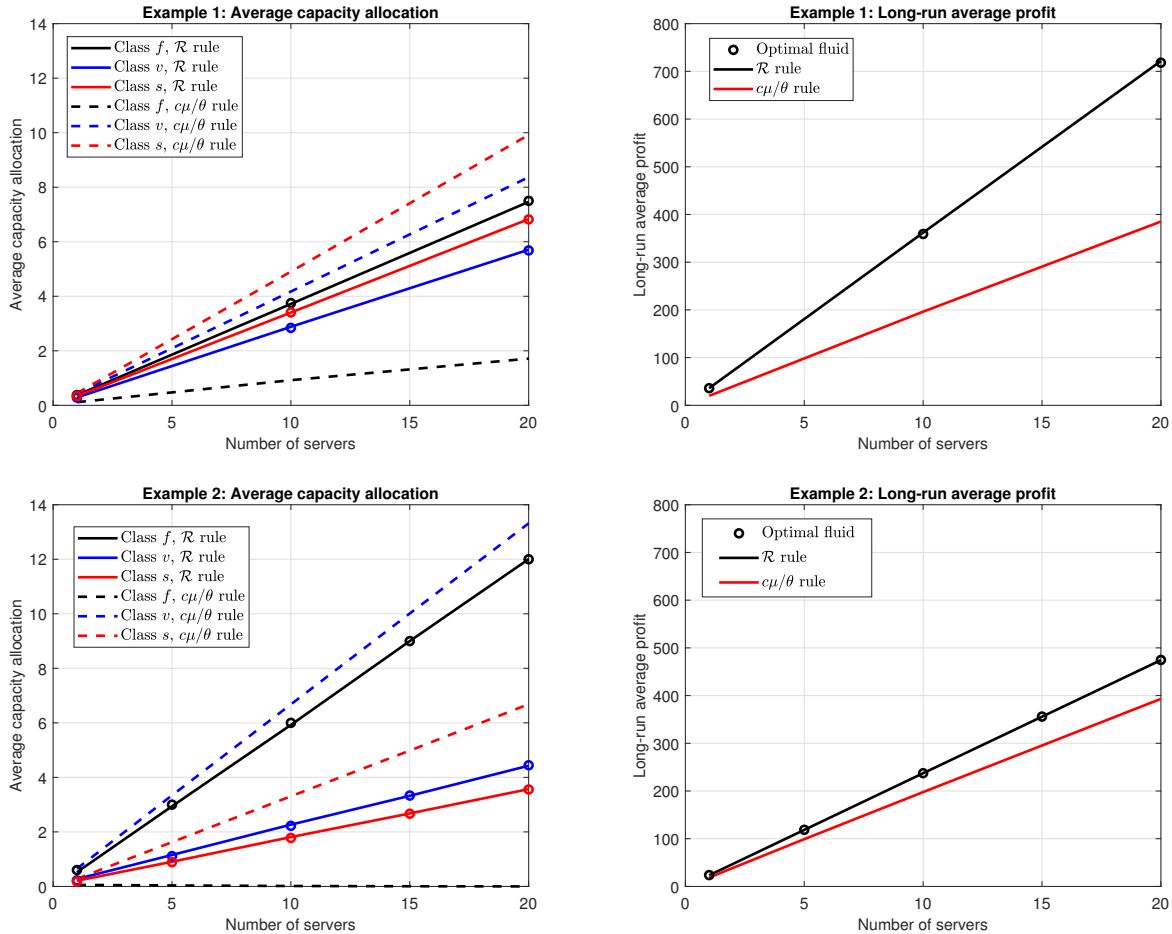 Example 1: Average capacity allocation
14
12
10
8
6
4
2
0
Average capacity allocation
Class f, ℛ rule
Class v, ℛ rule
Class s, ℛ rule
Class f, cμ/θ rule
Class v, cμ/θ rule
Class s, cμ/θ rule
0 5 10 15 20
Number of servers
Example 1: Long-run average profit
800
700
600
500
400
300
200
100
0
Long-run average profit
Optimal fluid
ℛ rule
cμ/θ rule
0 5 10 15 20
Number of servers
Example 2: Average capacity allocation
14
12
10
8
6
4
2
0
Average capacity allocation
Class f, ℛ rule
Class v, ℛ rule
Class s, ℛ rule
Class f, cμ/θ rule
Class v, cμ/θ rule
Class s, cμ/θ rule
0 5 10 15 20
Number of servers
Example 2: Long-run average profit
800
700
600
500
400
300
200
100
0
Long-run average profit
Optimal fluid
ℛ rule
cμ/θ rule
0 5 10 15 20
Number of servers